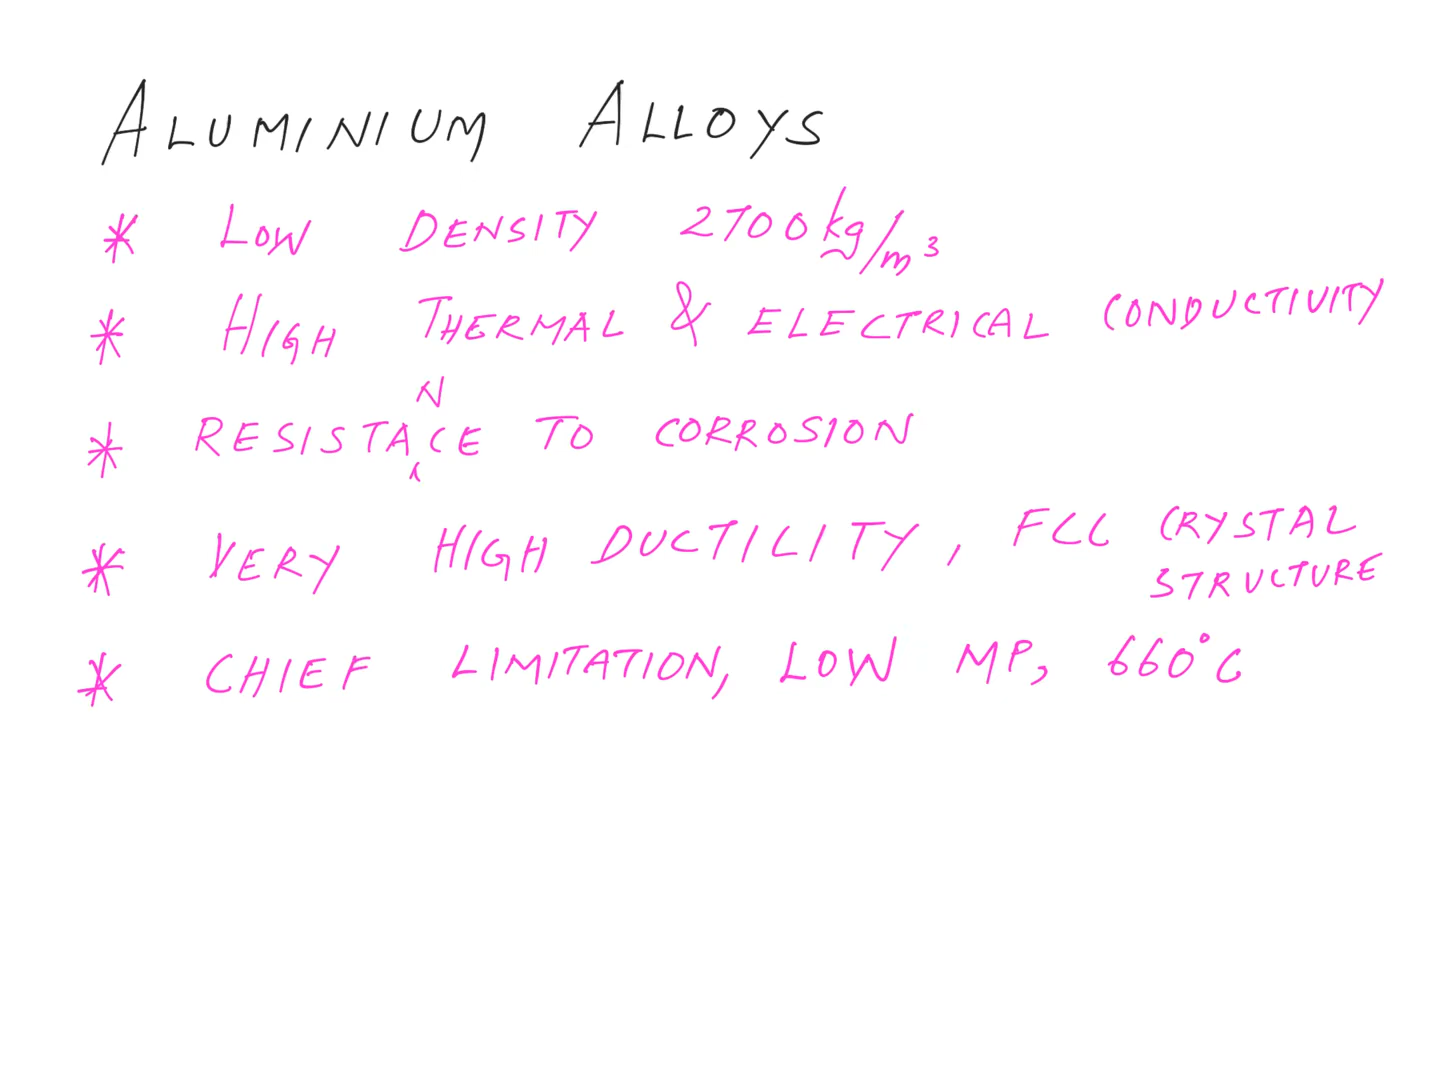 ALUMINIUM ALLOYS
* LOW DENSITY 2700 kg/m³
* HIGH THERMAL & ELECTRICAL CONDUCTIVITY
* RESISTANCE TO CORROSION
* VERY HIGH DUCTILITY, FCC CRYSTAL
STRUCTURE
* CHIEF LIMITATION, LOW MP, 660°C